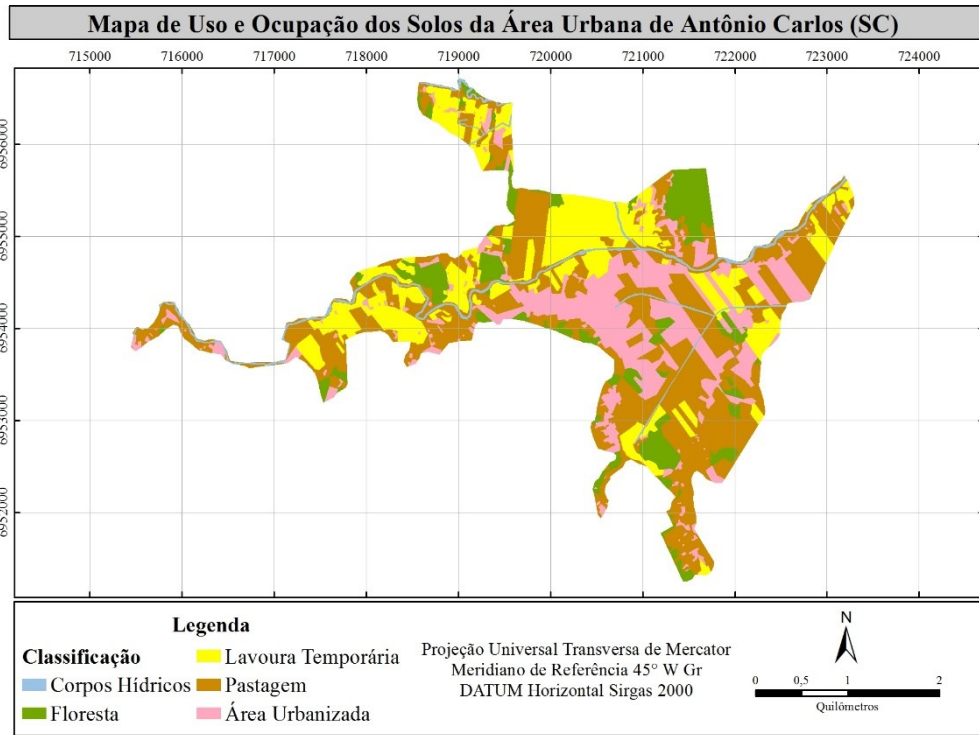 Mapa de Uso e Ocupação dos Solos da Área Urbana de Antônio Carlos (SC)
715000 716000 717000 718000 719000 720000 721000 722000 723000 724000
6956000
6955000
6954000
6953000
6952000
Legenda
Classificação
Corpos Hídricos
Floresta
Lavoura Temporária
Pastagem
Área Urbanizada
Projeção Universal Transversa de Mercator
Meridiano de Referência 45° W Gr
DATUM Horizontal Sirgas 2000
N
0 0,5 1 2
Quilômetros